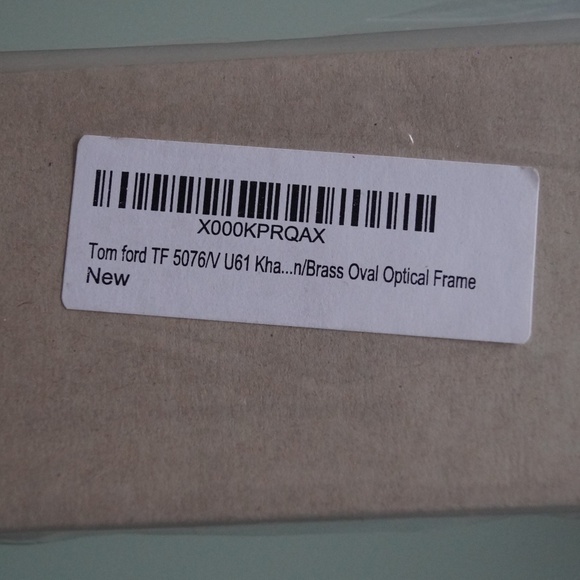 X000KPRQAX
Tom ford TF 5076/V U61 Kha...n/Brass Oval Optical Frame
New